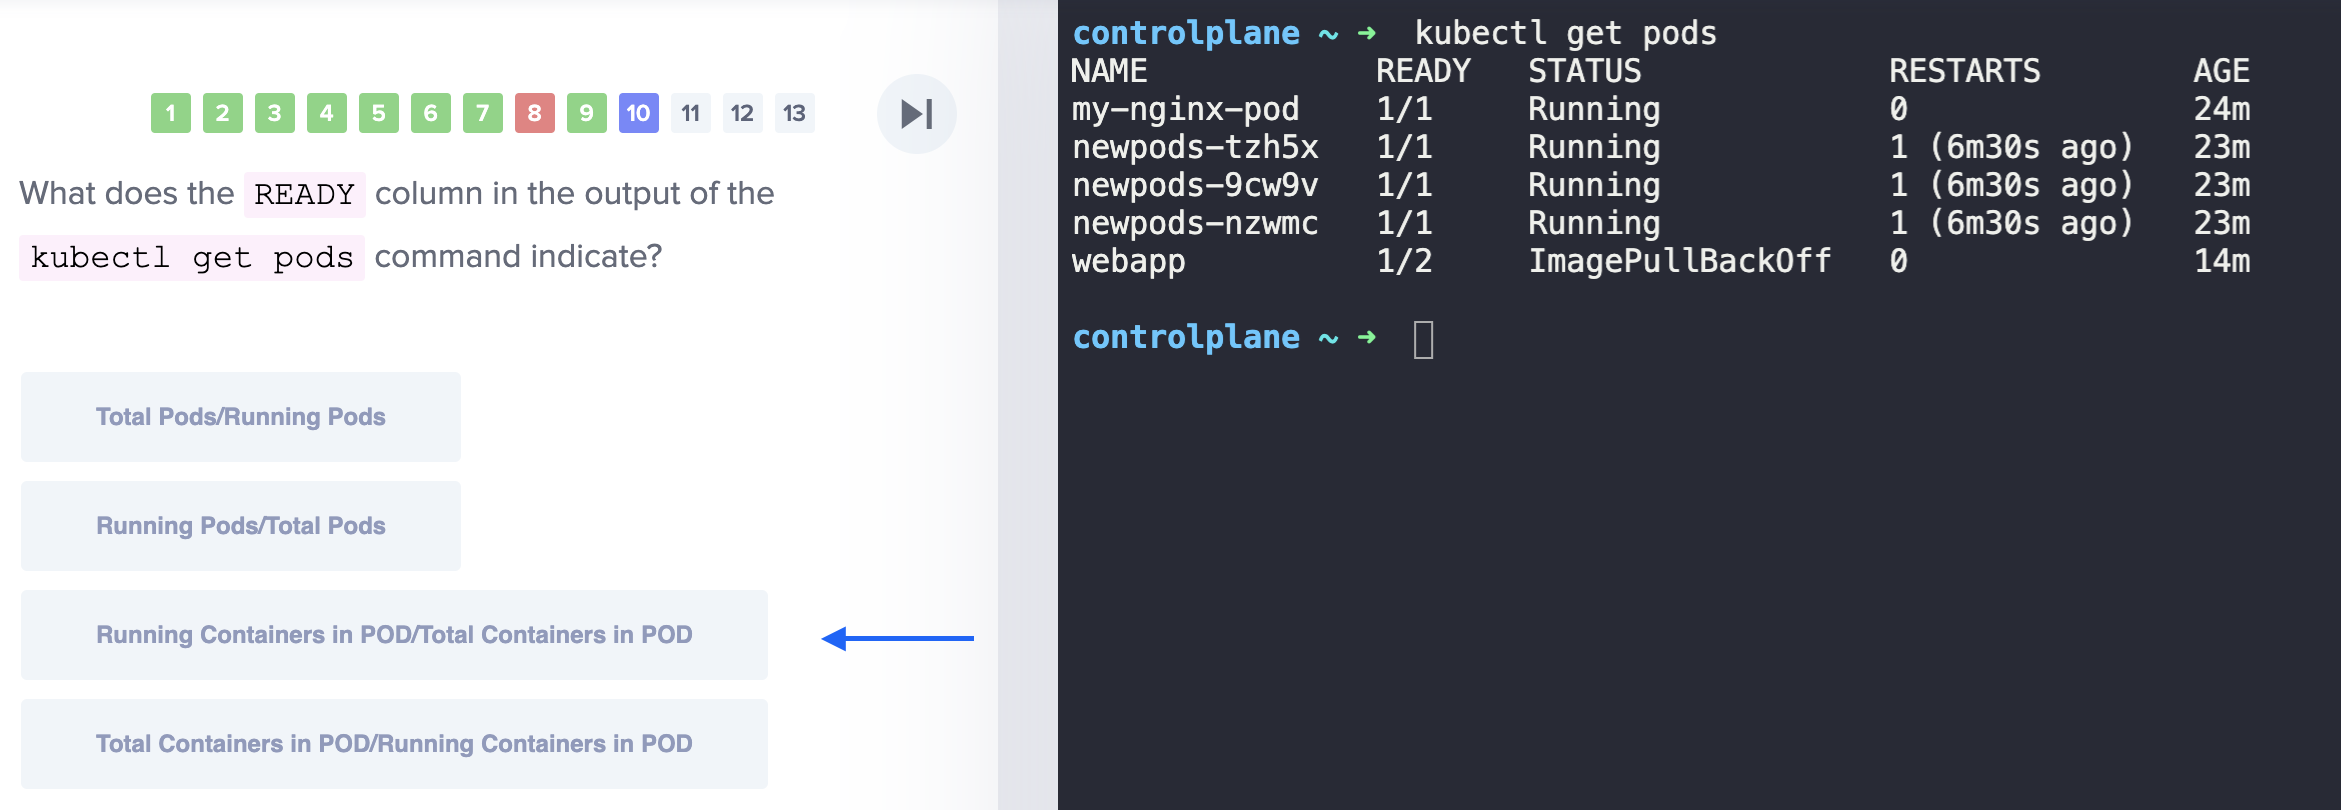 1 2 3 4 5 6 7 8 9 10 11 12 13
What does the READY column in the output of the
kubectl get pods command indicate?
Total Pods/Running Pods
Running Pods/Total Pods
Running Containers in POD/Total Containers in POD
Total Containers in POD/Running Containers in POD
controlplane ~ ➜ kubectl get pods
NAME READY STATUS RESTARTS AGE
my-nginx-pod 1/1 Running 0 24m
newpods-tzh5x 1/1 Running 1 (6m30s ago) 23m
newpods-9cw9v 1/1 Running 1 (6m30s ago) 23m
newpods-nzwmc 1/1 Running 1 (6m30s ago) 23m
webapp 1/2 ImagePullBackOff 0 14m
controlplane ~ ➜